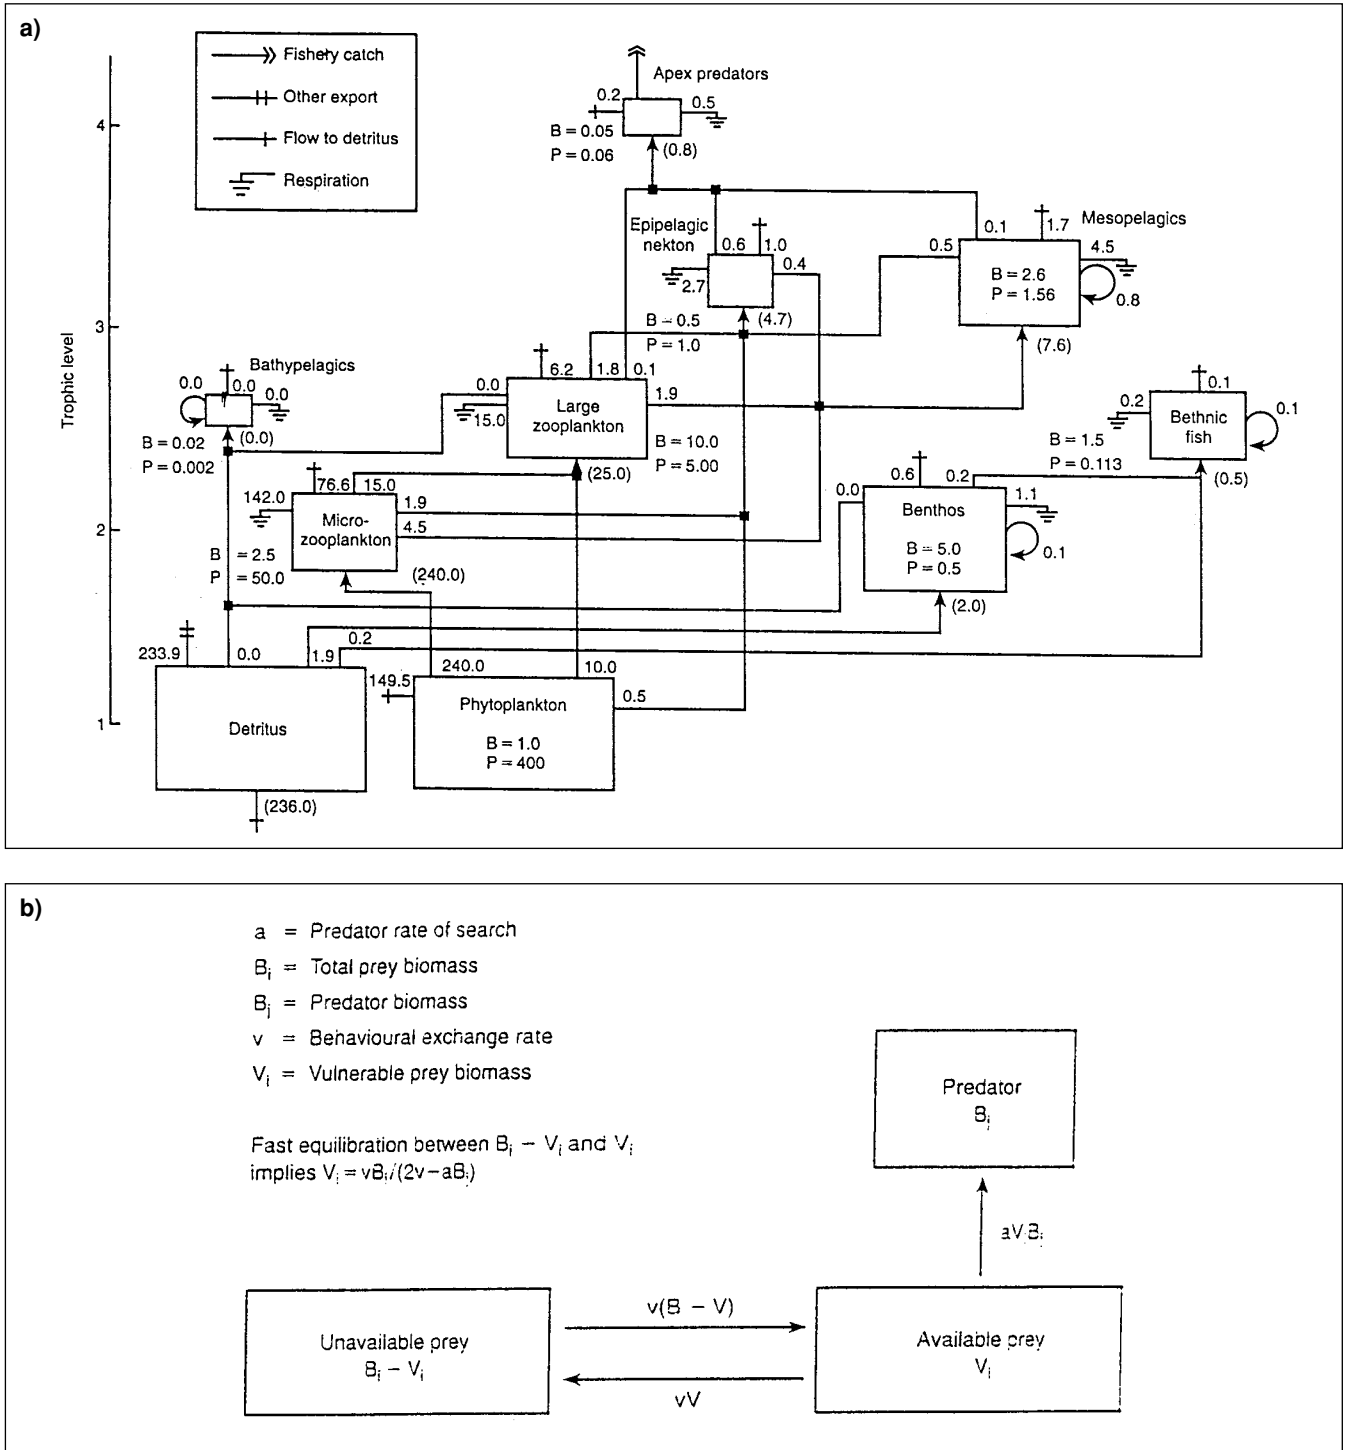 a)
Fishery catch
Other export
Flow to detritus
Respiration
Trophic level
4
3
2
1
Apex predators
0.2
0.5
B = 0.05
P = 0.06
(0.8)
Epipelagic
nekton
0.6
1.0
0.4
2.7
B = 0.5
P = 1.0
(4.7)
Mesopelagics
0.1
1.7
0.5
4.5
B = 2.6
P = 1.56
0.8
(7.6)
Bathypelagics
0.0
0.0
0.0
(0.0)
B = 0.02
P = 0.002
Large
zooplankton
0.0
6.2
1.8
0.1
15.0
1.9
B = 10.0
P = 5.00
(25.0)
Bethnic
fish
0.1
0.2
0.1
B = 1.5
P = 0.113
(0.5)
Micro-
zooplankton
142.0
76.6
15.0
1.9
4.5
B = 2.5
P = 50.0
(240.0)
Benthos
0.0
0.6
0.2
1.1
B = 5.0
P = 0.5
0.1
(2.0)
Detritus
233.9
0.0
1.9
0.2
(236.0)
Phytoplankton
149.5
240.0
10.0
0.5
B = 1.0
P = 400
b)
a = Predator rate of search
Bi = Total prey biomass
Bj = Predator biomass
v = Behavioural exchange rate
Vi = Vulnerable prey biomass
Fast equilibration between Bi – Vi and Vi
implies Vi = vBi/(2v–aBj)
Predator
Bj
aViBj
Unavailable prey
Bi – Vi
v(B – V)
vV
Available prey
Vi